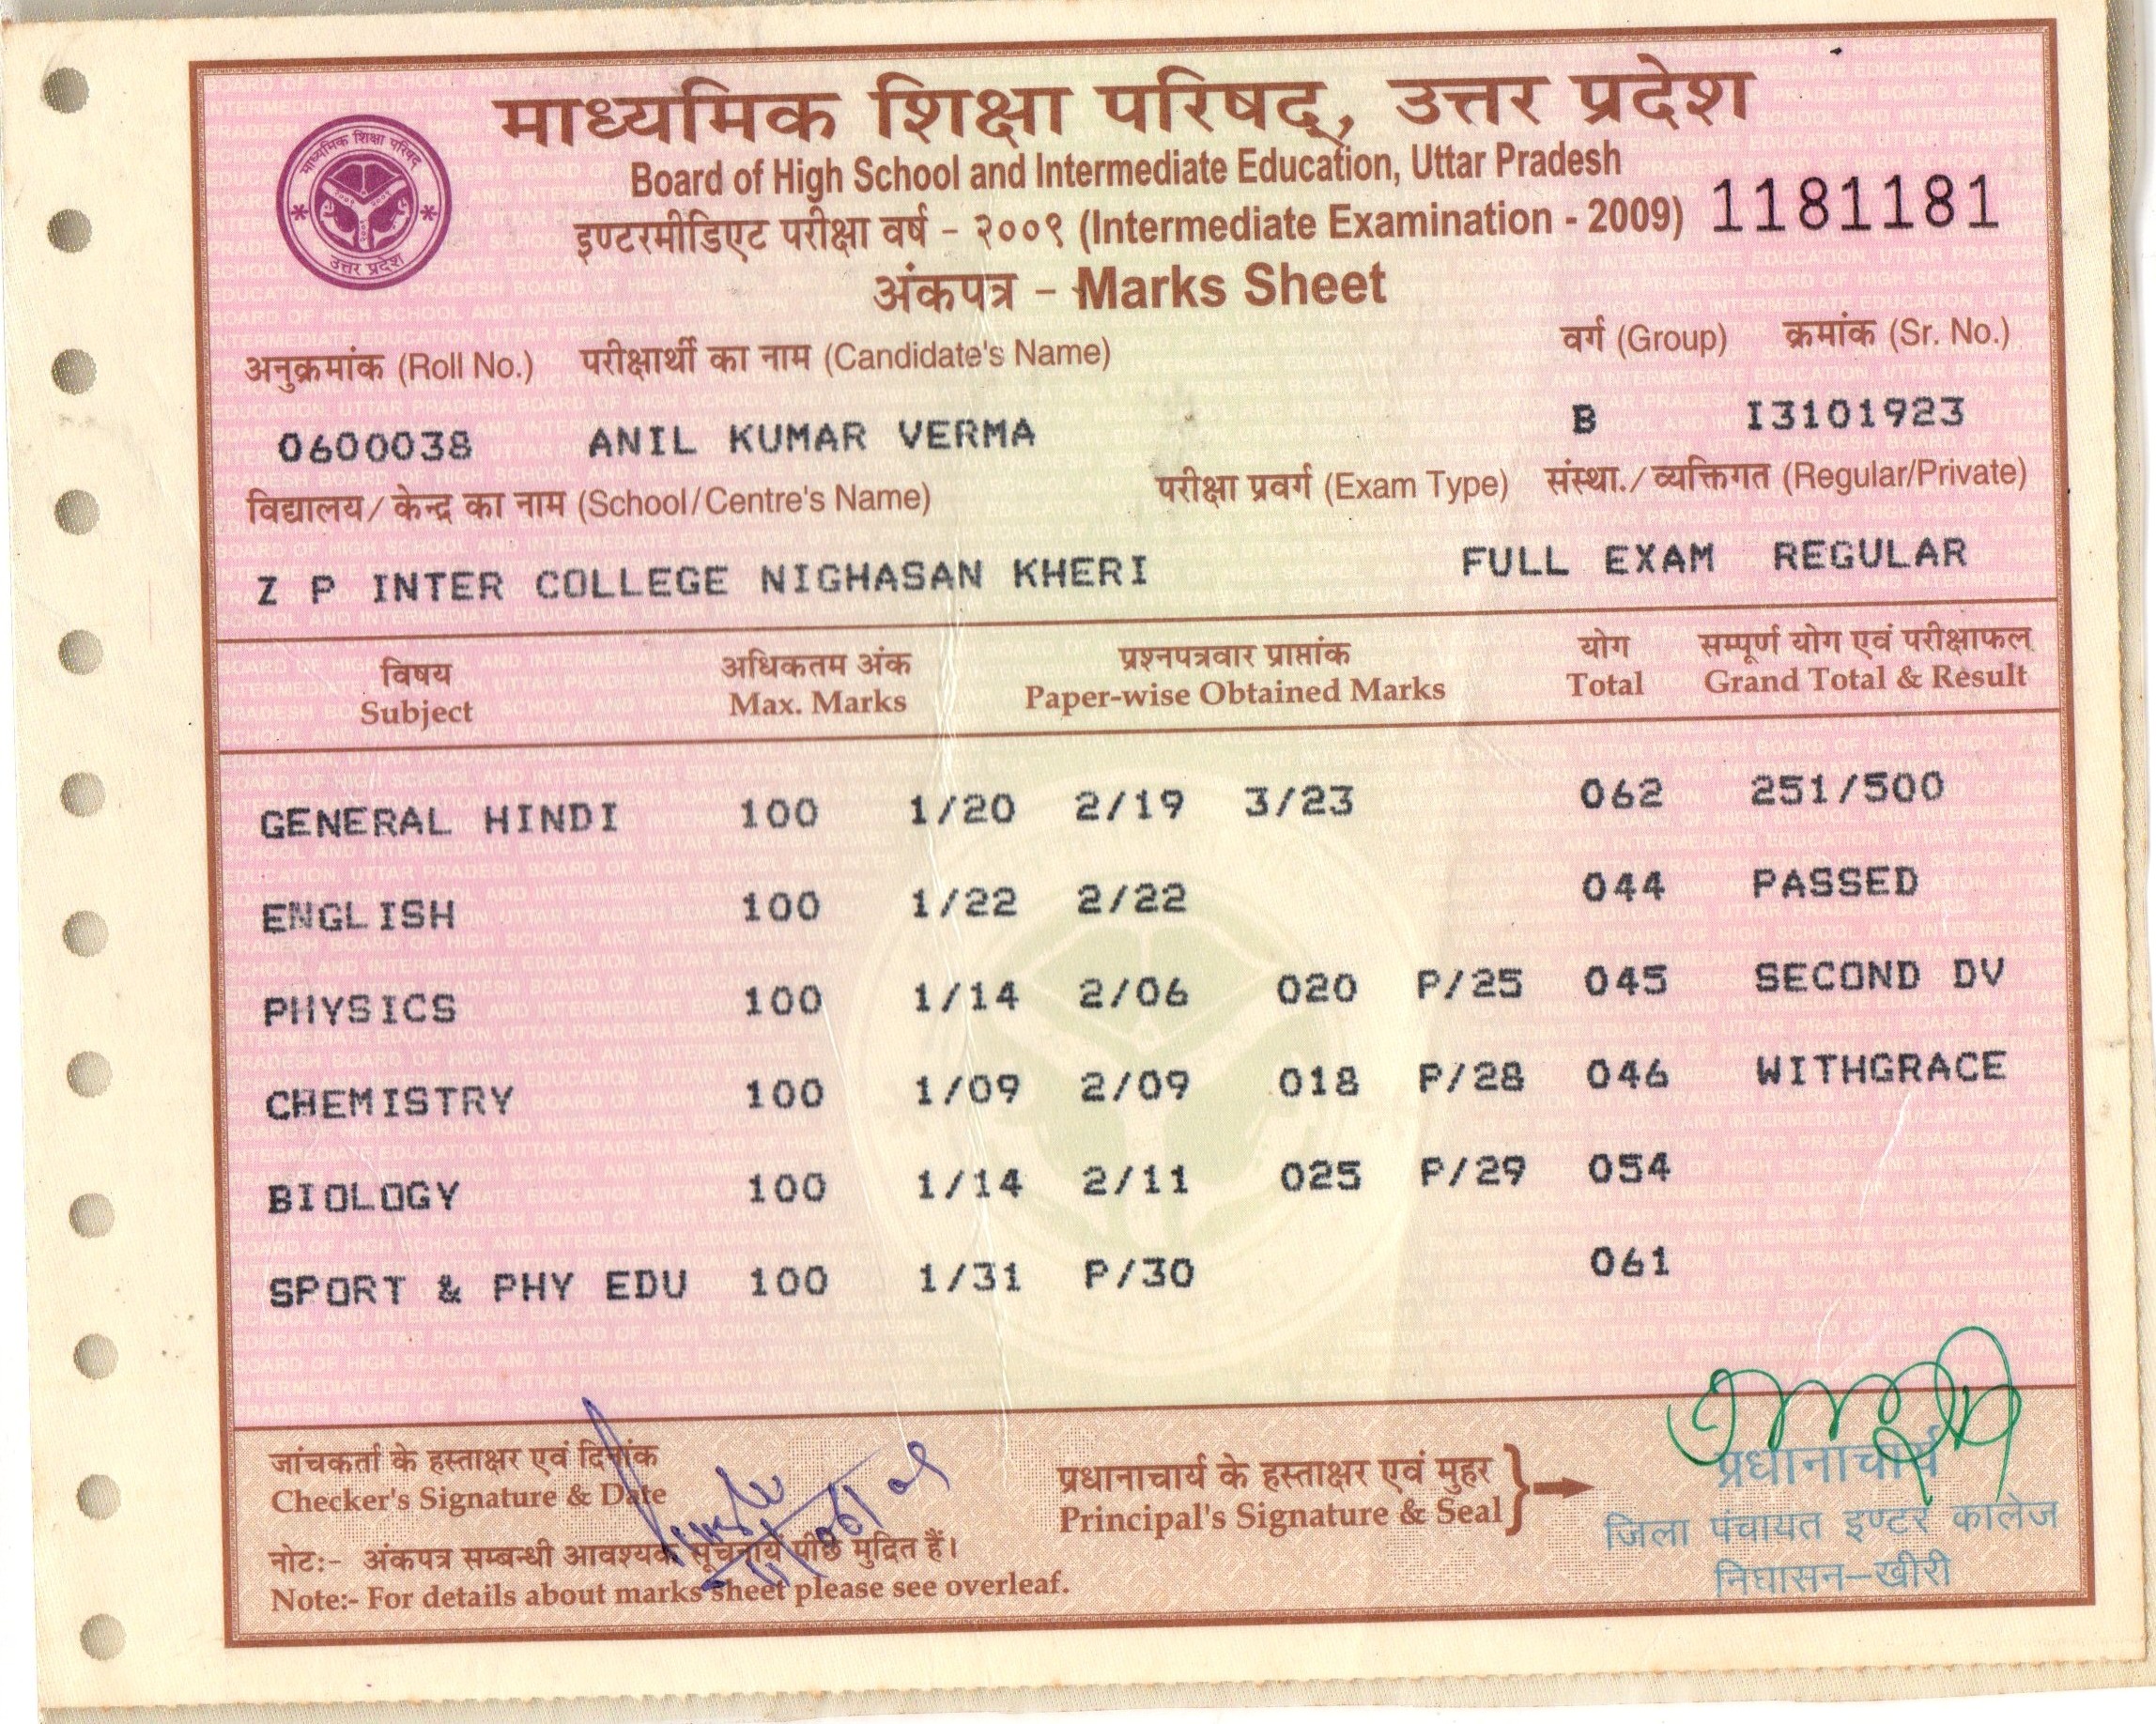 माध्यमिक शिक्षा परिषद्, उत्तर प्रदेश
Board of High School and Intermediate Education, Uttar Pradesh
इण्टरमीडिएट परीक्षा वर्ष - २००९ (Intermediate Examination - 2009) 1181181
अंकपत्र - Marks Sheet
माध्यमिक शिक्षा परिषद
उत्तर प्रदेश
अनुक्रमांक (Roll No.) परीक्षार्थी का नाम (Candidate's Name) वर्ग (Group) क्रमांक (Sr. No.)
0600038 ANIL KUMAR VERMA B I3101923
विद्यालय/केन्द्र का नाम (School/Centre's Name) परीक्षा प्रवर्ग (Exam Type) संस्था./व्यक्तिगत (Regular/Private)
Z P INTER COLLEGE NIGHASAN KHERI FULL EXAM REGULAR
विषय अधिकतम अंक प्रश्नपत्रवार प्राप्तांक योग सम्पूर्ण योग एवं परीक्षाफल
Subject Max. Marks Paper-wise Obtained Marks Total Grand Total & Result
GENERAL HINDI 100 1/20 2/19 3/23 062 251/500
ENGLISH 100 1/22 2/22 044 PASSED
PHYSICS 100 1/14 2/06 020 P/25 045 SECOND DV
CHEMISTRY 100 1/09 2/09 018 P/28 046 WITHGRACE
BIOLOGY 100 1/14 2/11 025 P/29 054
SPORT & PHY EDU 100 1/31 P/30 061
जांचकर्ता के हस्ताक्षर एवं दिनांक
Checker's Signature & Date
प्रधानाचार्य के हस्ताक्षर एवं मुहर
Principal's Signature & Seal
प्रधानाचार्य
जिला पंचायत इण्टर कालेज
निघासन-खीरी
नोट:- अंकपत्र सम्बन्धी आवश्यक सूचनायें पीछे मुद्रित हैं।
Note:- For details about marks sheet please see overleaf.